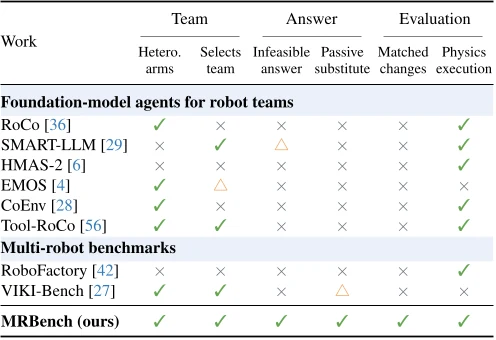 Work Team Answer Evaluation
Hetero. arms Selects team Infeasible answer Passive substitute Matched changes Physics execution
Foundation-model agents for robot teams
RoCo [36] ✓ × × × × ✓
SMART-LLM [29] × ✓ △ × × ✓
HMAS-2 [6] × × × × × ✓
EMOS [4] ✓ △ × × × ×
CoEnv [28] ✓ × × × × ✓
Tool-RoCo [56] ✓ ✓ × × × ✓
Multi-robot benchmarks
RoboFactory [42] × × × × × ✓
VIKI-Bench [27] ✓ ✓ × △ × ×
MRBench (ours) ✓ ✓ ✓ ✓ ✓ ✓